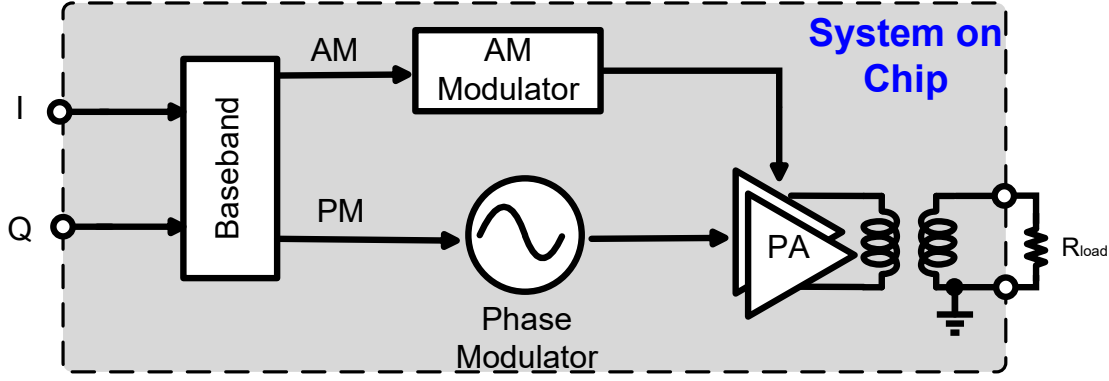 System on
Chip
AM
AM
Modulator
I
Baseband
Q
PM
PA
Rload
Phase
Modulator